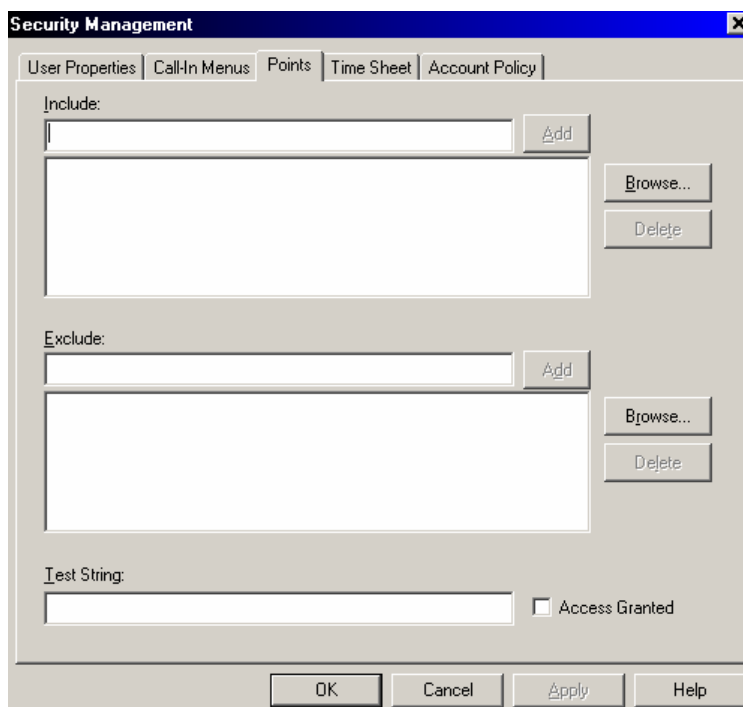 Security Management
User Properties Call-In Menus Points Time Sheet Account Policy
Include:
Add
Browse...
Delete
Exclude:
Add
Browse...
Delete
Test String:
Access Granted
OK Cancel Apply Help